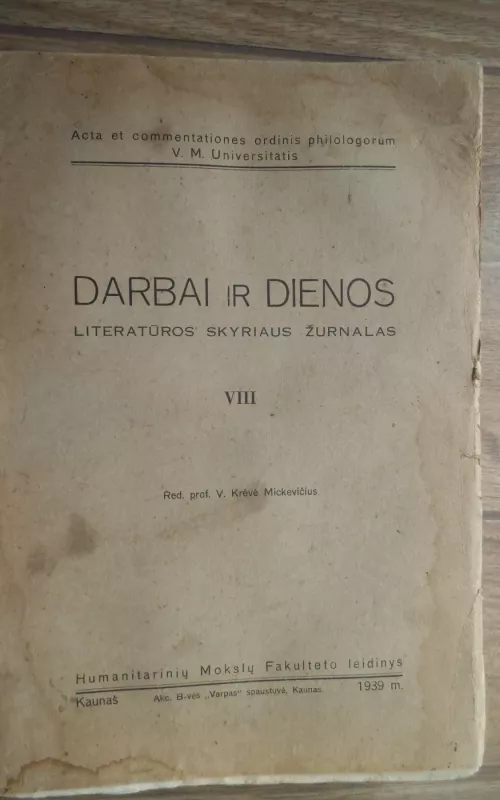 Acta et commentationes ordinis philologorum
V. M. Universitatis
DARBAI IR DIENOS
LITERATŪROS SKYRIAUS ŽURNALAS
VIII
Red. prof. V. Krėvė Mickevičius
Humanitarinių Mokslų Fakulteto leidinys
Kaunas Akc. B-vės „Varpas" spaustuvė, Kaunas. 1939 m.